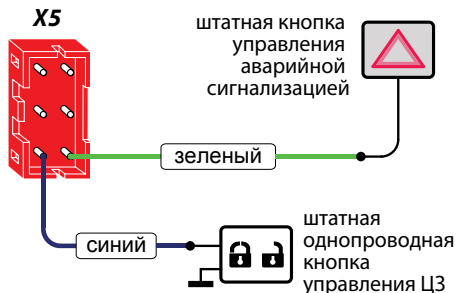 X5
штатная кнопка
управления
аварийной
сигнализацией
зеленый
синий
штатная
однопроводная
кнопка
управления ЦЗ